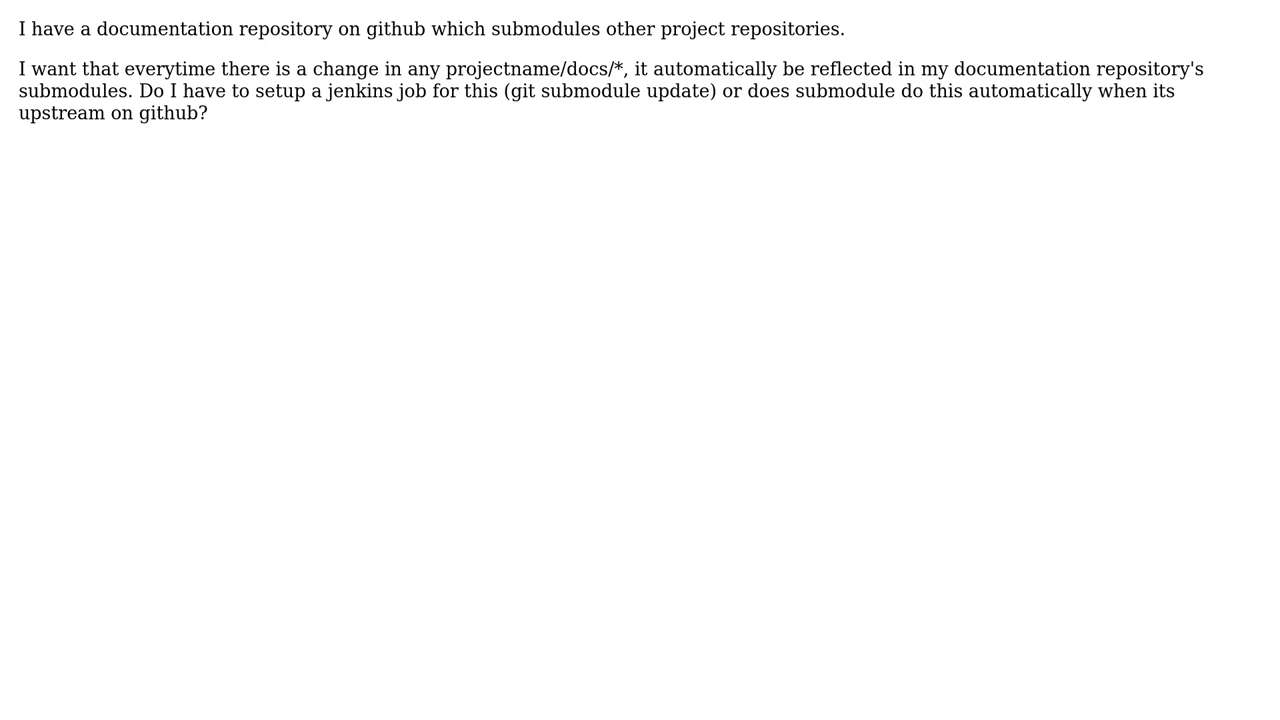 I have a documentation repository on github which submodules other project repositories.
I want that everytime there is a change in any projectname/docs/*, it automatically be reflected in my documentation repository's
submodules. Do I have to setup a jenkins job for this (git submodule update) or does submodule do this automatically when its
upstream on github?